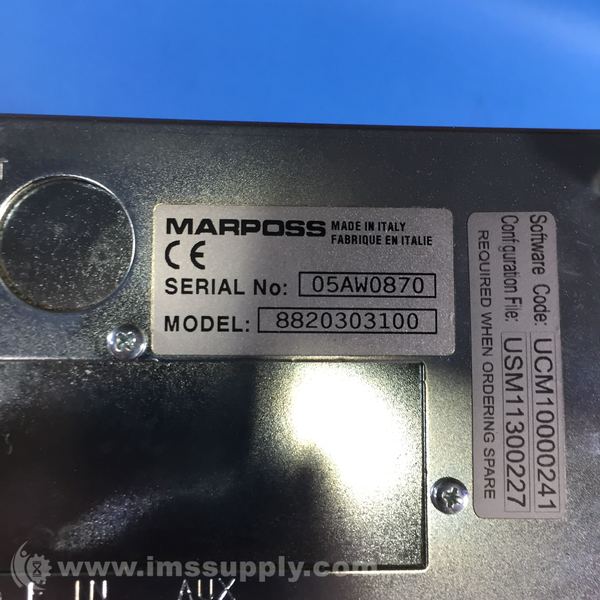 MARPOSS MADE IN ITALY
FABRIQUE EN ITALIE
CE
SERIAL No: 05AW0870
MODEL: 8820303100
Software Code: UCM10000241
Configuration File: USM11300227
REQUIRED WHEN ORDERING SPARE
AUX
ims
www.imssupply.com